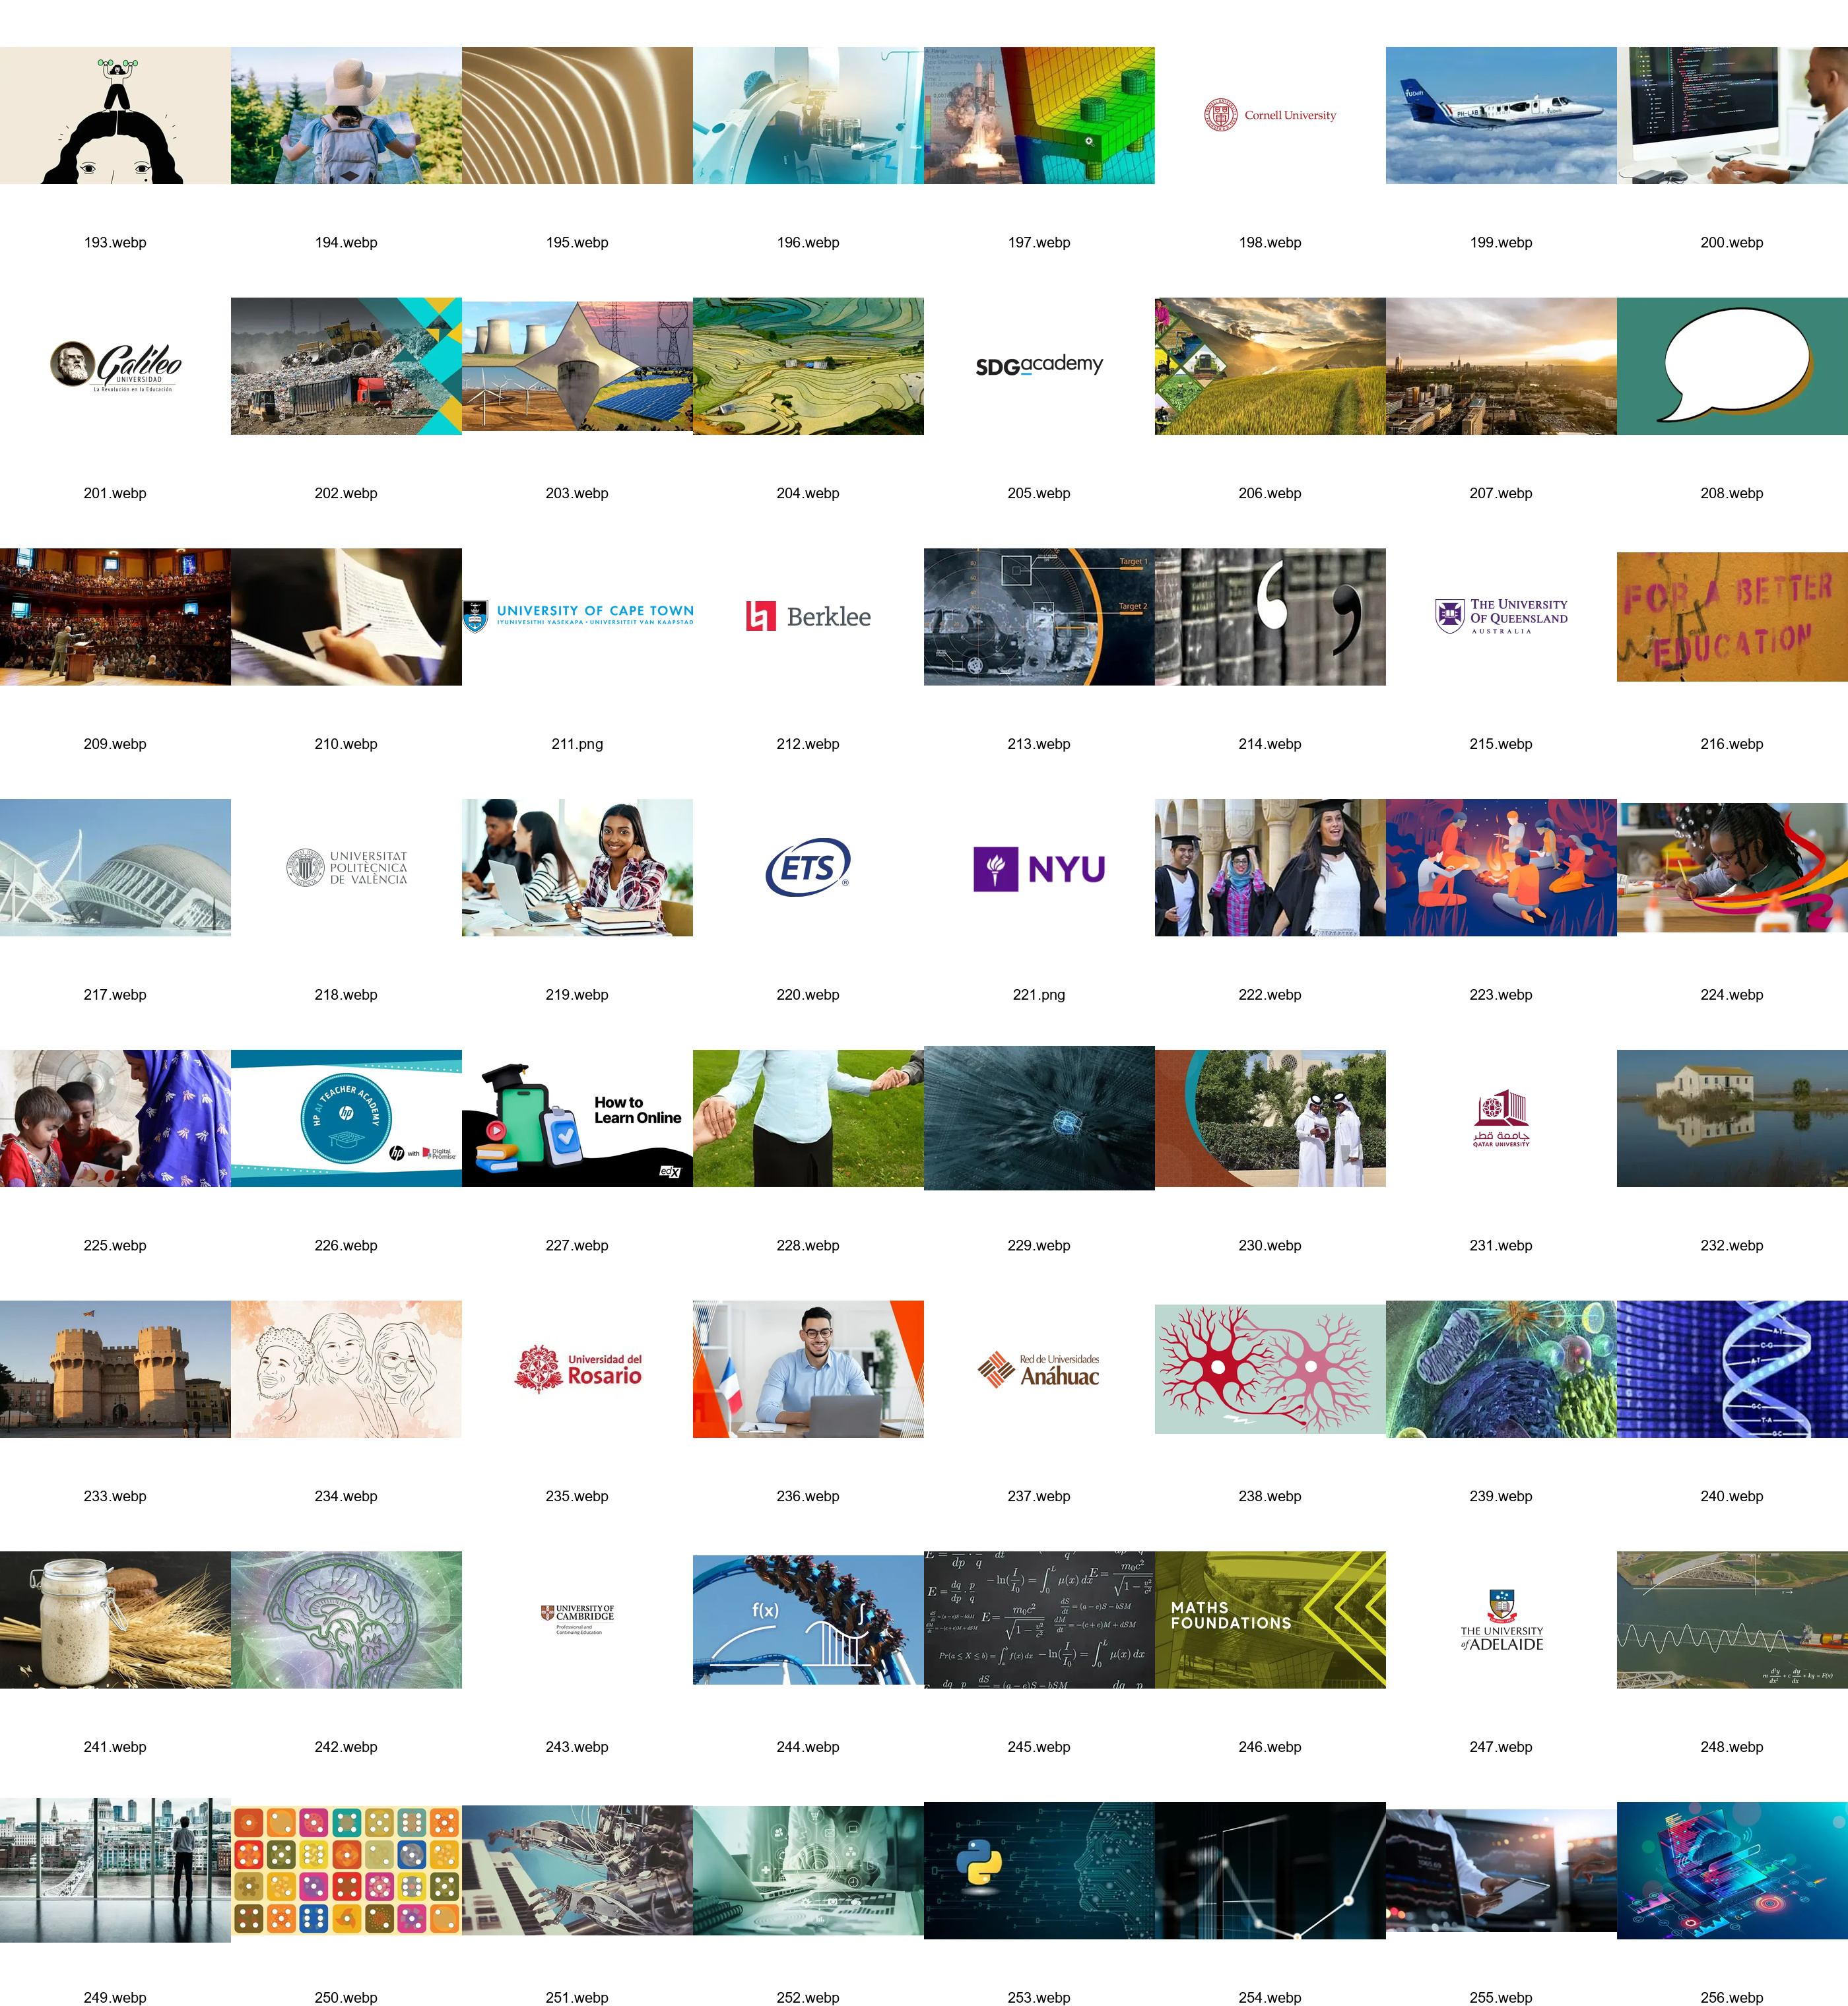 Cornell University
TU Delft
PH-LAB
193.webp
194.webp
195.webp
196.webp
197.webp
198.webp
199.webp
200.webp
Galileo
UNIVERSIDAD
La Revolución en la Educación
SDGacademy
201.webp
202.webp
203.webp
204.webp
205.webp
206.webp
207.webp
208.webp
UNIVERSITY OF CAPE TOWN
IYUNIVESITHI YASEKAPA • UNIVERSITEIT VAN KAAPSTAD
Berklee
Target 1
Target 2
THE UNIVERSITY
OF QUEENSLAND
AUSTRALIA
FOR A BETTER
EDUCATION
209.webp
210.webp
211.png
212.webp
213.webp
214.webp
215.webp
216.webp
UNIVERSITAT
POLITÈCNICA
DE VALÈNCIA
ETS
®
NYU
217.webp
218.webp
219.webp
220.webp
221.png
222.webp
223.webp
224.webp
HP AI TEACHER ACADEMY
hp
hp with Digital Promise
How to
Learn Online
edX
جامعة قطر
QATAR UNIVERSITY
225.webp
226.webp
227.webp
228.webp
229.webp
230.webp
231.webp
232.webp
Universidad del
Rosario
Red de Universidades
Anáhuac
A T
C-G
A T
G C
T-A
G C
233.webp
234.webp
235.webp
236.webp
237.webp
238.webp
239.webp
240.webp
UNIVERSITY OF
CAMBRIDGE
Professional and
Continuing Education
f(x)
∫
MATHS
FOUNDATIONS
THE UNIVERSITY
of ADELAIDE
241.webp
242.webp
243.webp
244.webp
245.webp
246.webp
247.webp
248.webp
249.webp
250.webp
251.webp
252.webp
253.webp
254.webp
255.webp
256.webp